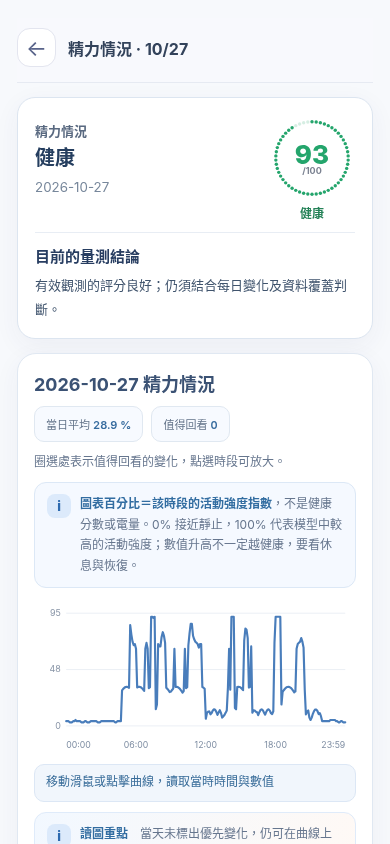 精力情況 · 10/27
精力情況
健康
2026-10-27
93
/100
健康
目前的量測結論
有效觀測的評分良好；仍須結合每日變化及資料覆蓋判
斷。
2026-10-27 精力情況
當日平均 28.9 %
值得回看 0
圈選處表示值得回看的變化，點選時段可放大。
i
圖表百分比＝該時段的活動強度指數，不是健康
分數或電量。0% 接近靜止，100% 代表模型中較
高的活動強度；數值升高不一定越健康，要看休
息與恢復。
95
48
0
00:00 06:00 12:00 18:00 23:59
移動滑鼠或點擊曲線，讀取當時時間與數值
i
讀圖重點 當天未標出優先變化，仍可在曲線上